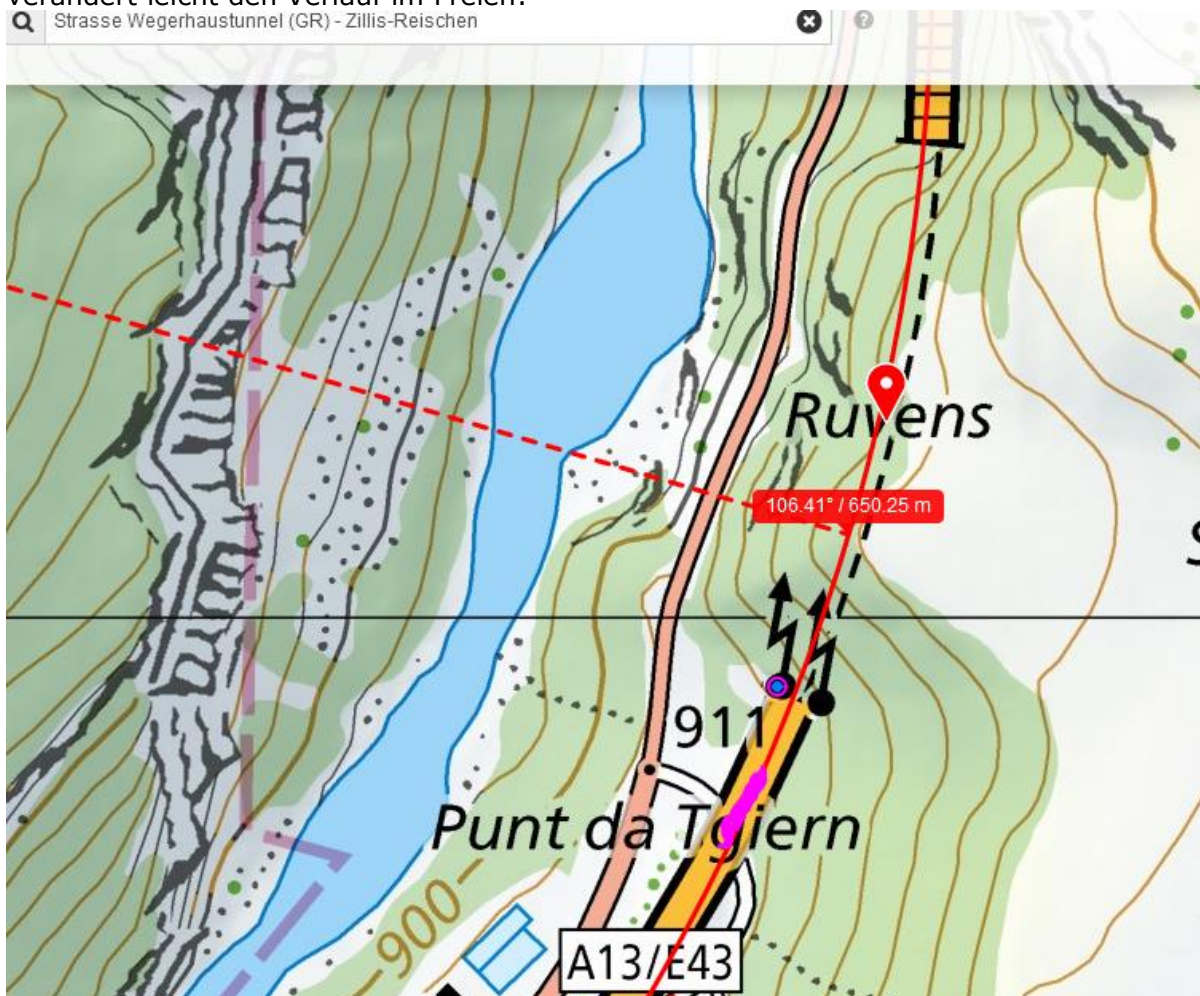 verändert leicht den Verlauf im Freien.
Strasse Wegerhaustunnel (GR) - Zillis-Reischen
Ruvens
106.41° / 650.25 m
S
911
Punt da Tgiern
900
A13/E43